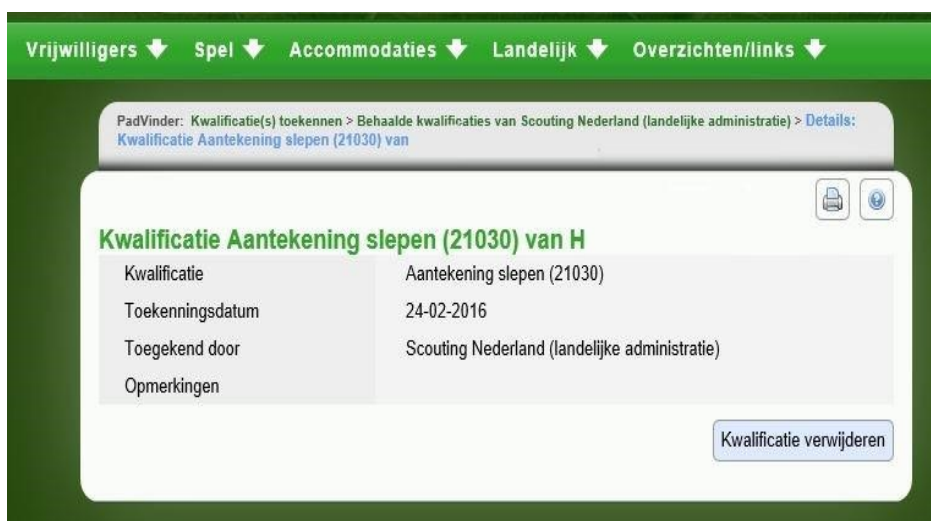 Vrijwilligers Spel Accommodaties Landelijk Overzichten/links
PadVinder: Kwalificatie(s) toekennen > Behaalde kwalificaties van Scouting Nederland (landelijke administratie) > Details:
Kwalificatie Aantekening slepen (21030) van
Kwalificatie Aantekening slepen (21030) van H
Kwalificatie Aantekening slepen (21030)
Toekenningsdatum 24-02-2016
Toegekend door Scouting Nederland (landelijke administratie)
Opmerkingen
Kwalificatie verwijderen